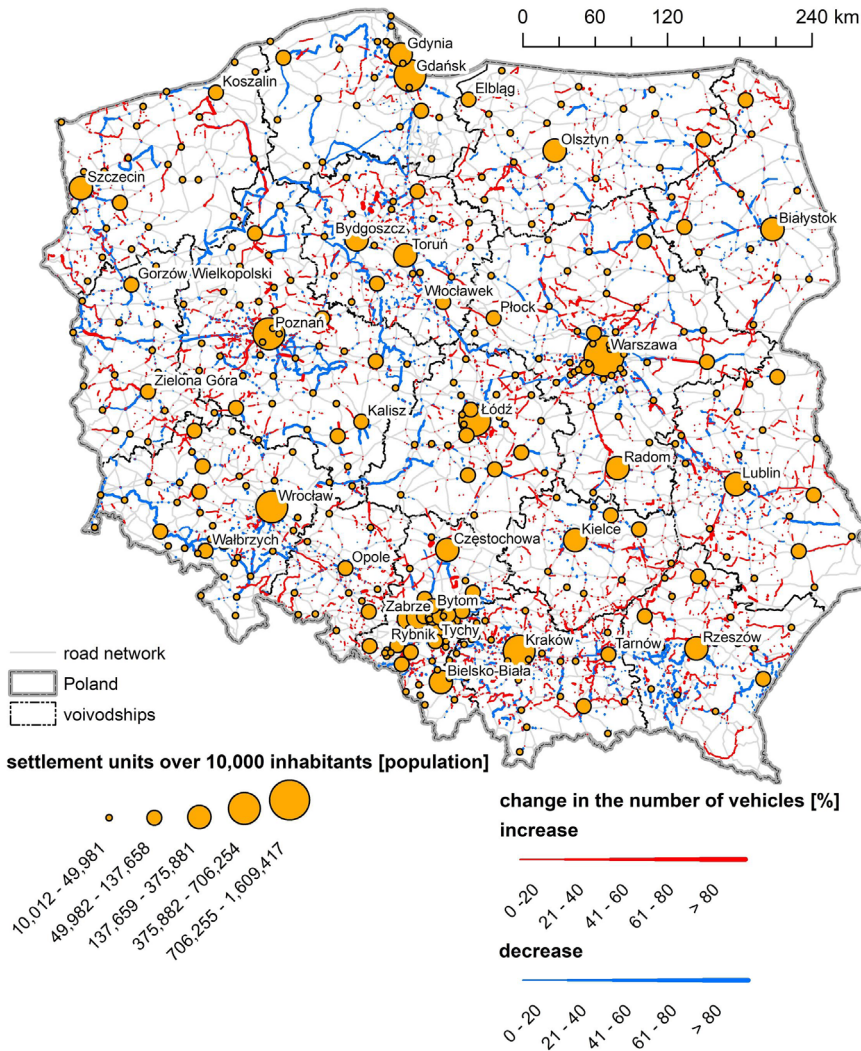 0 60 120 240 km
Gdynia
Gdańsk
Koszalin
Elbląg
Olsztyn
Szczecin
Białystok
Bydgoszcz
Toruń
Gorzów Wielkopolski
Włocławek
Płock
Poznań
Warszawa
Zielona Góra
Kalisz
Łódź
Radom
Lublin
Wrocław
Wałbrzych
Częstochowa
Kielce
Opole
Zabrze
Bytom
Rybnik
Tychy
Kraków
Tarnów
Rzeszów
Bielsko-Biała
road network
Poland
voivodships
settlement units over 10,000 inhabitants [population]
10,012 - 49,981
49,982 - 137,658
137,659 - 375,881
375,882 - 706,254
706,255 - 1,609,417
change in the number of vehicles [%]
increase
0-20
21 - 40
41 - 60
61 - 80
> 80
decrease
0 - 20
21 - 40
41 - 60
61 - 80
> 80